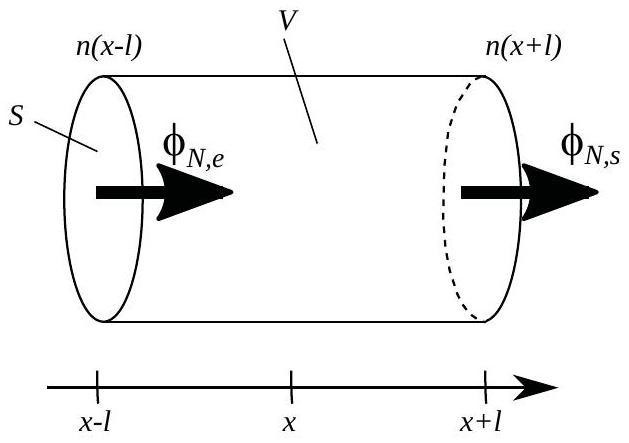 V
n(x-l)
n(x+l)
S
ϕN,e
ϕN,s
x-l
x
x+l